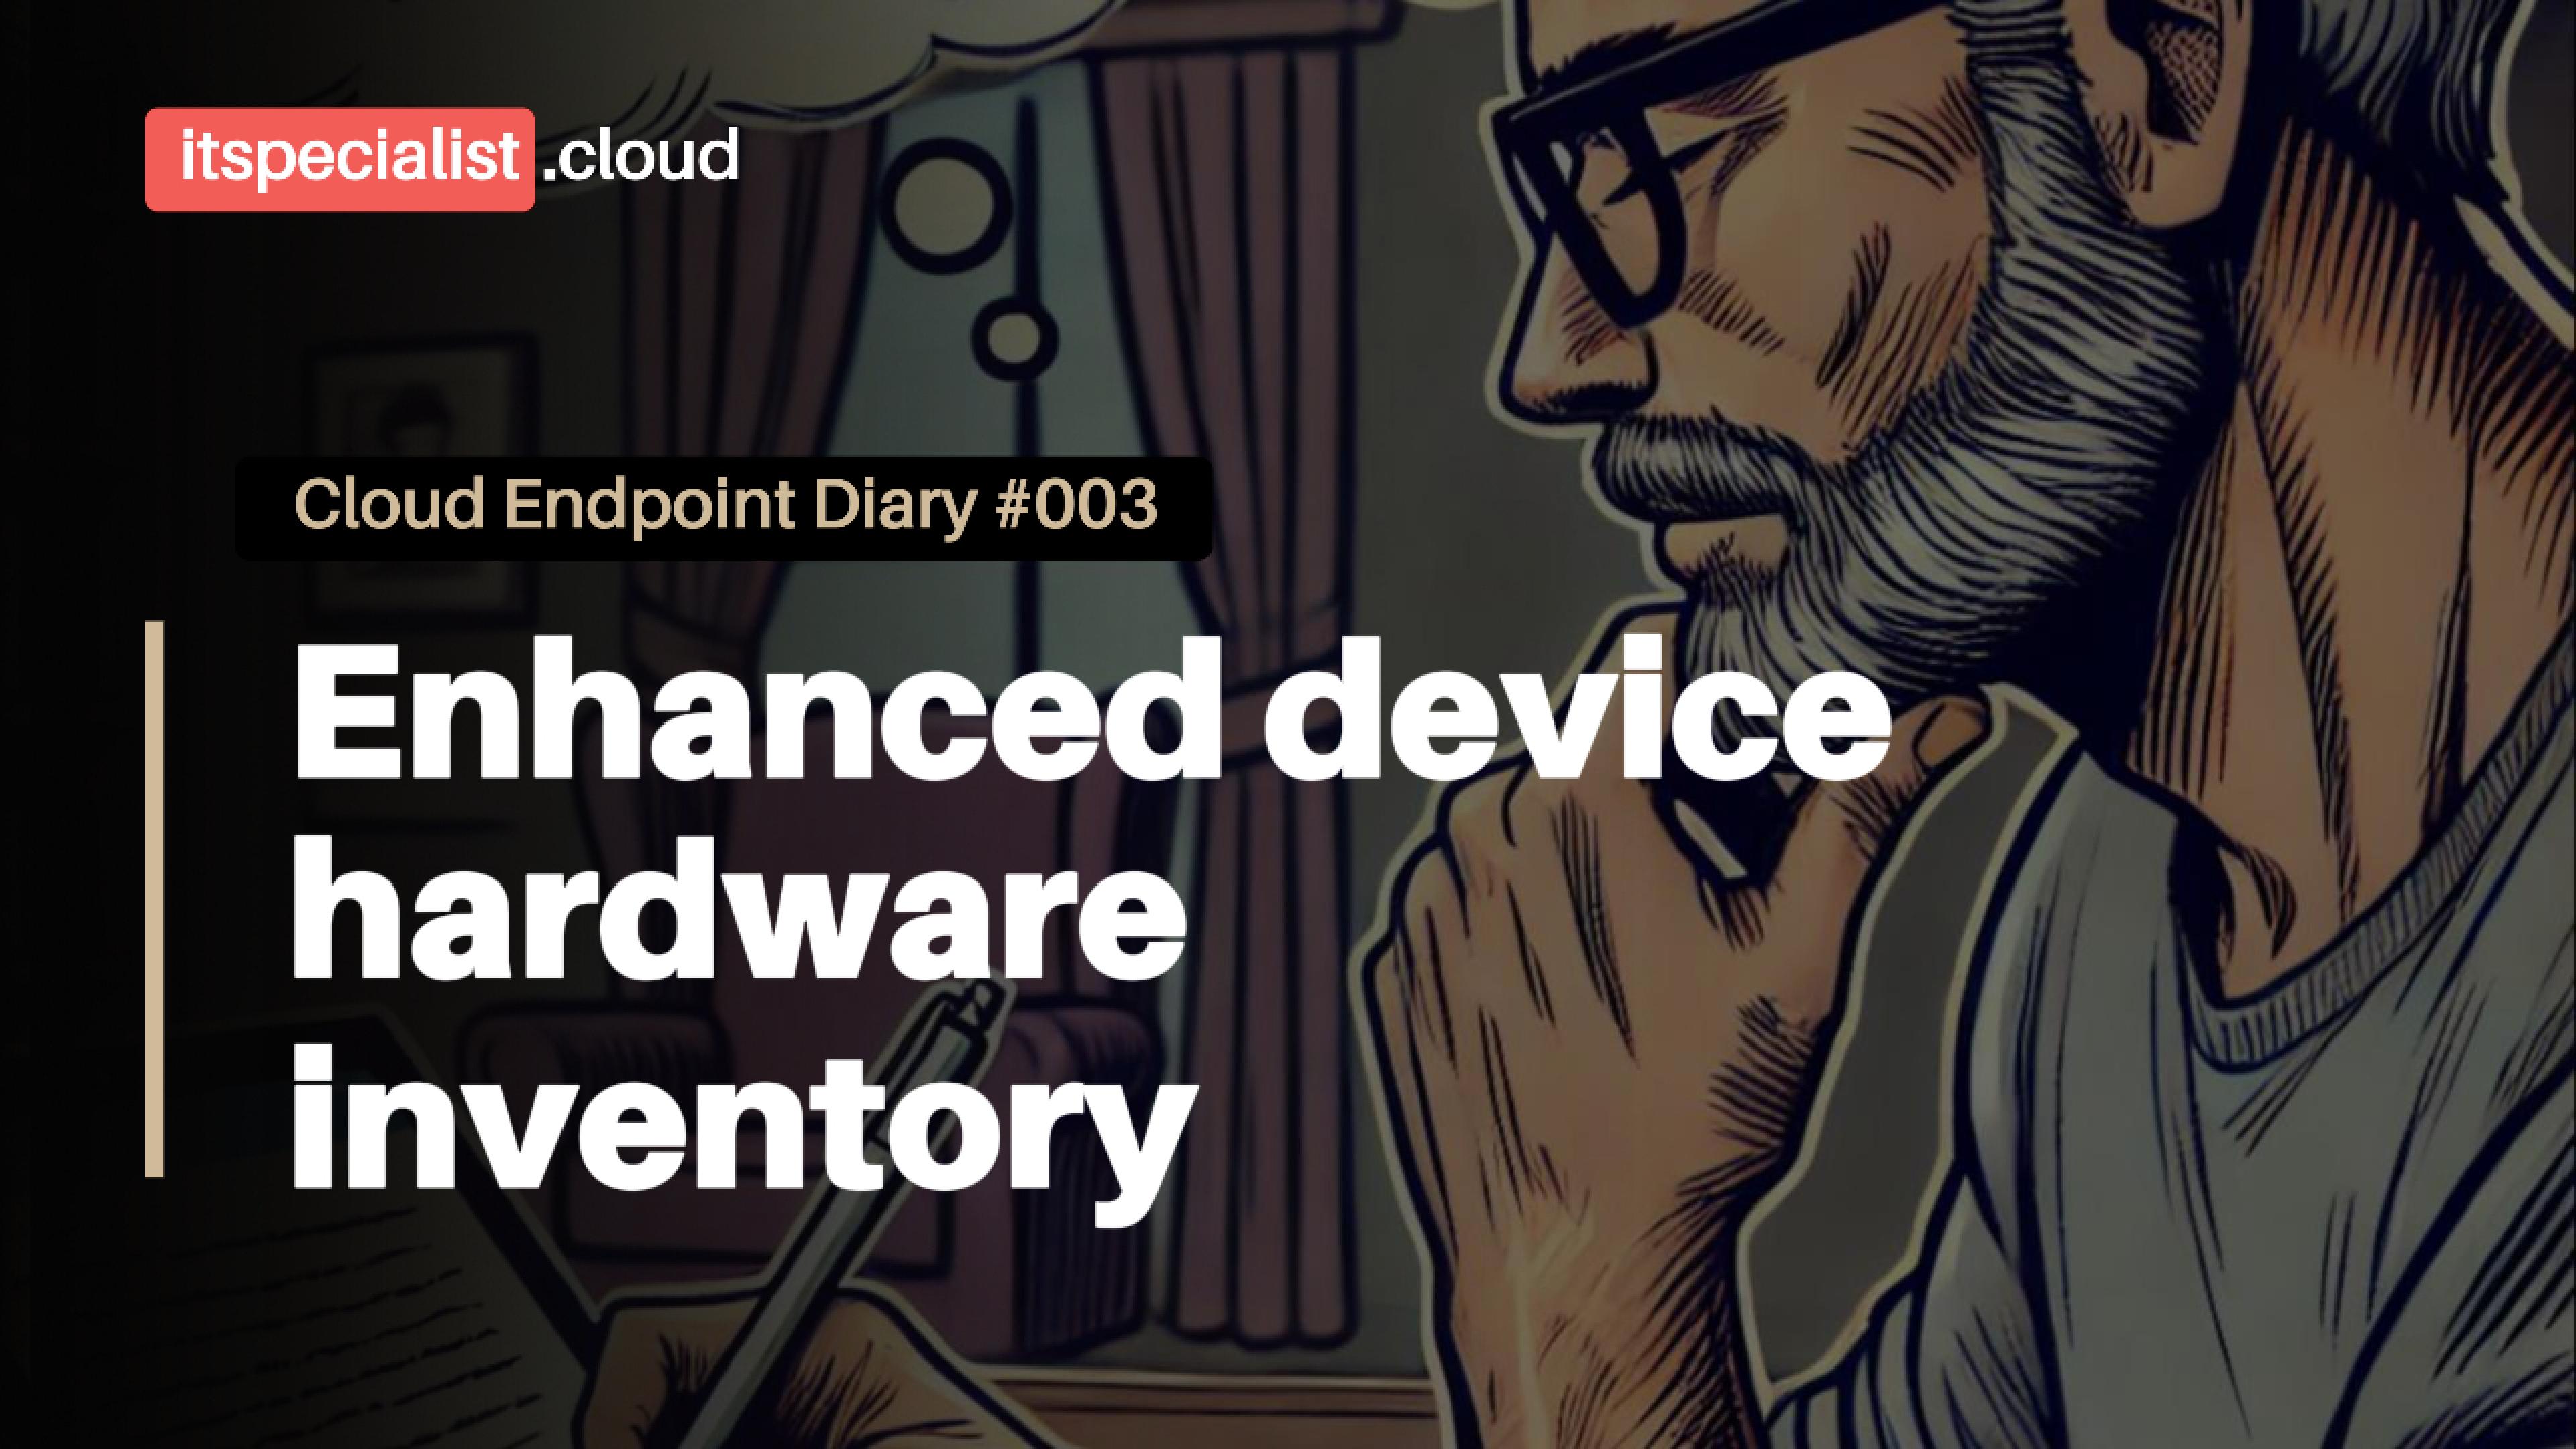 itspecialist.cloud
Cloud Endpoint Diary #003
Enhanced device
hardware
inventory